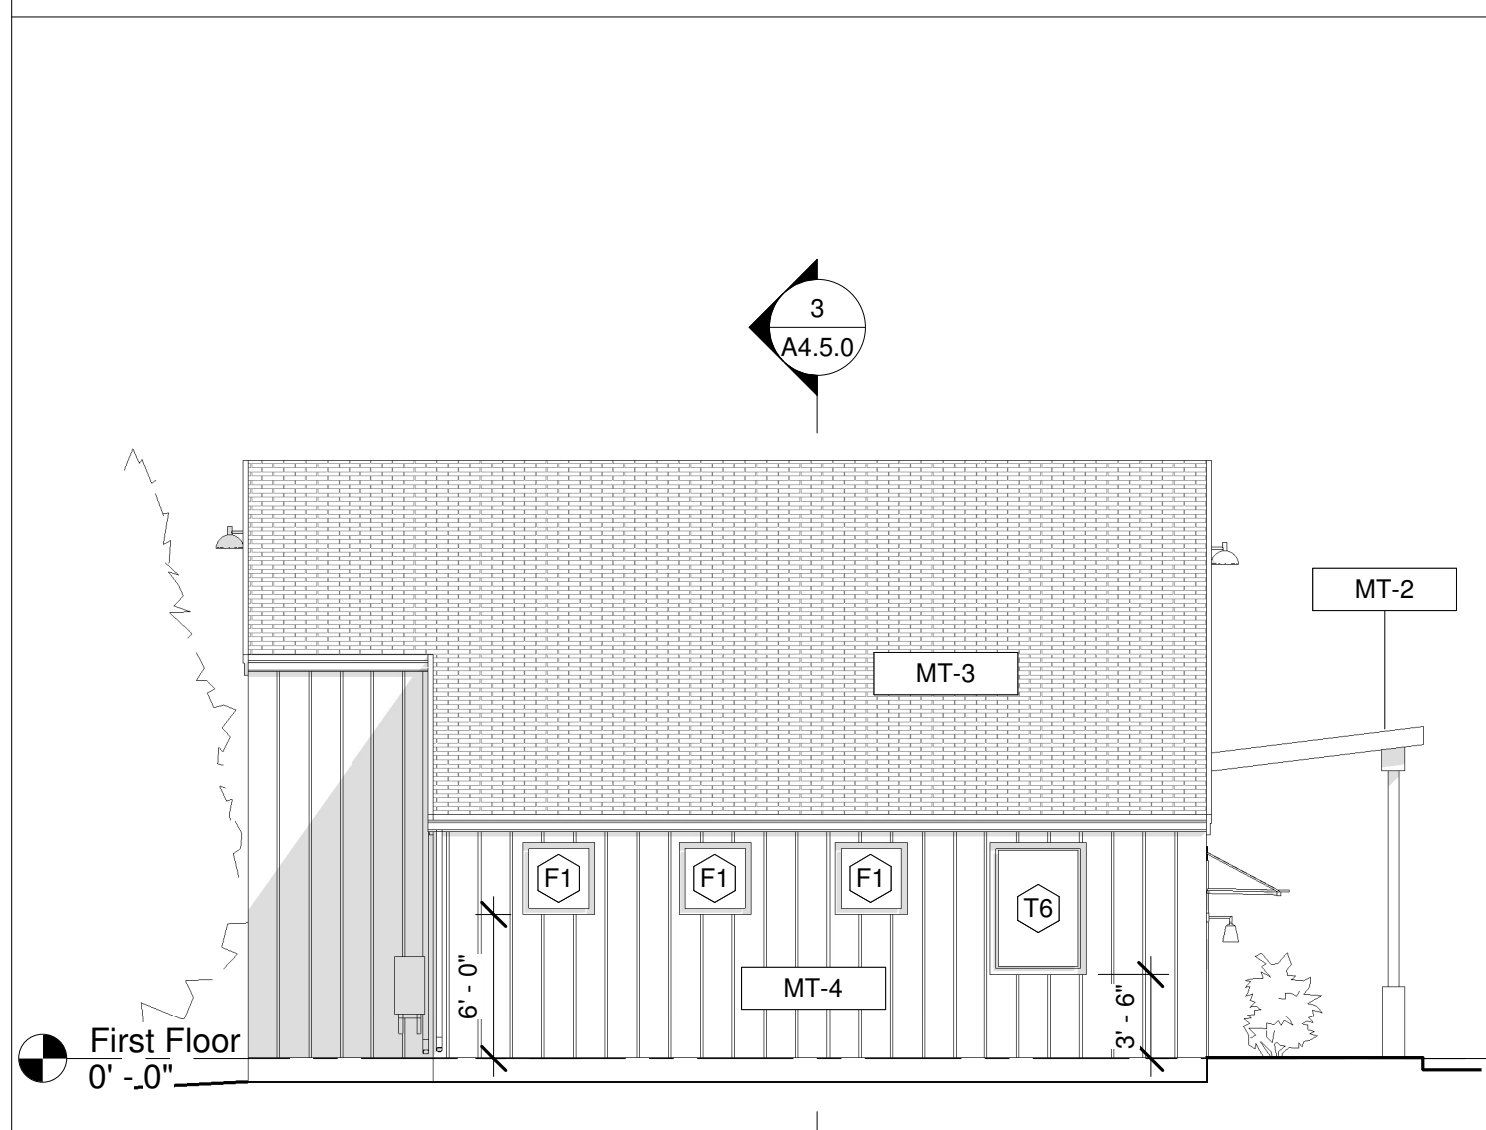 3
A4.5.0
MT-2
MT-3
F1
F1
F1
T6
6' - 0"
MT-4
3' - 6"
First Floor
0' - 0"